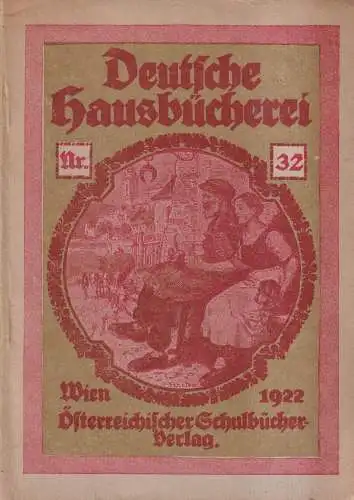 Deutsche
Hausbücherei
Nr. 32
Wien 1922
Österreichischer Schulbücher-
Verlag.